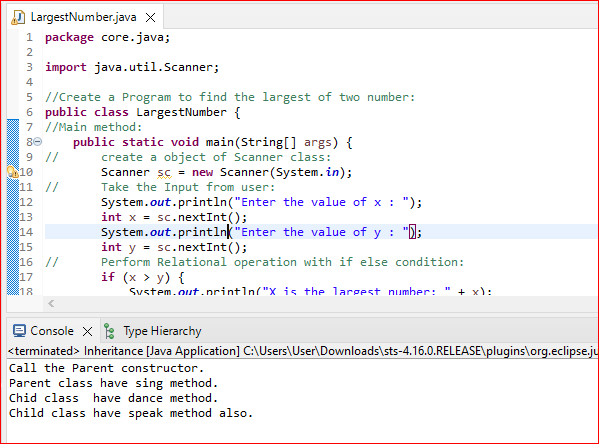 LargestNumber.java
1 package core.java;
2
3 import java.util.Scanner;
4
5 //Create a Program to find the largest of two number:
6 public class LargestNumber {
7 //Main method:
8 public static void main(String[] args) {
9 // create a object of Scanner class:
10 Scanner sc = new Scanner(System.in);
11 // Take the Input from user:
12 System.out.println("Enter the value of x : ");
13 int x = sc.nextInt();
14 System.out.println("Enter the value of y : ");
15 int y = sc.nextInt();
16 // Perform Relational operation with if else condition:
17 if (x > y) {
18 System.out.println("X is the largest number: " + x);
Console Type Hierarchy
<terminated> Inheritance [Java Application] C:\Users\User\Downloads\sts-4.16.0.RELEASE\plugins\org.eclipse.ju
Call the Parent constructor.
Parent class have sing method.
Chid class  have dance method.
Child class have speak method also.